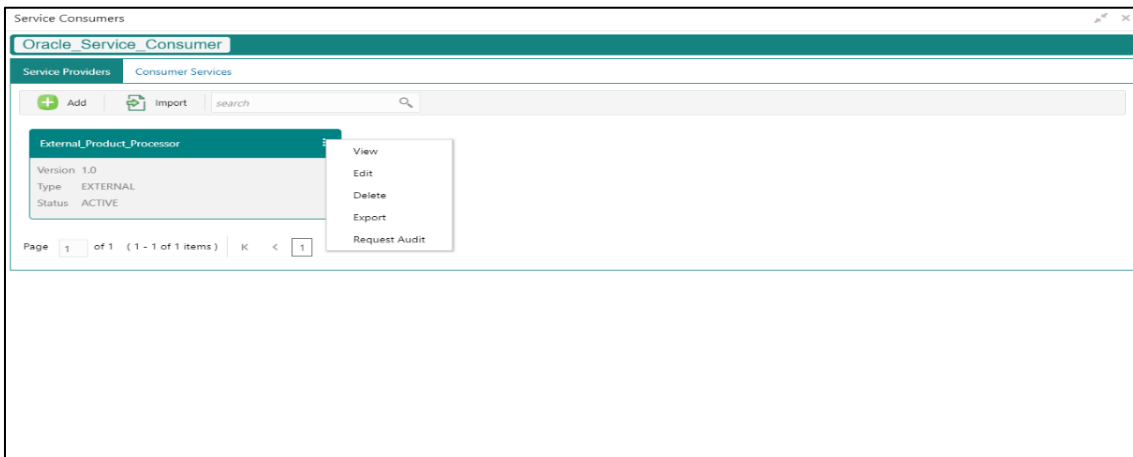 Service Consumers
Oracle_Service_Consumer
Service Providers Consumer Services
Add Import search
External_Product_Processor
Version 1.0
Type EXTERNAL
Status ACTIVE
View
Edit
Delete
Export
Request Audit
Page 1 of 1 ( 1 - 1 of 1 items ) K < 1